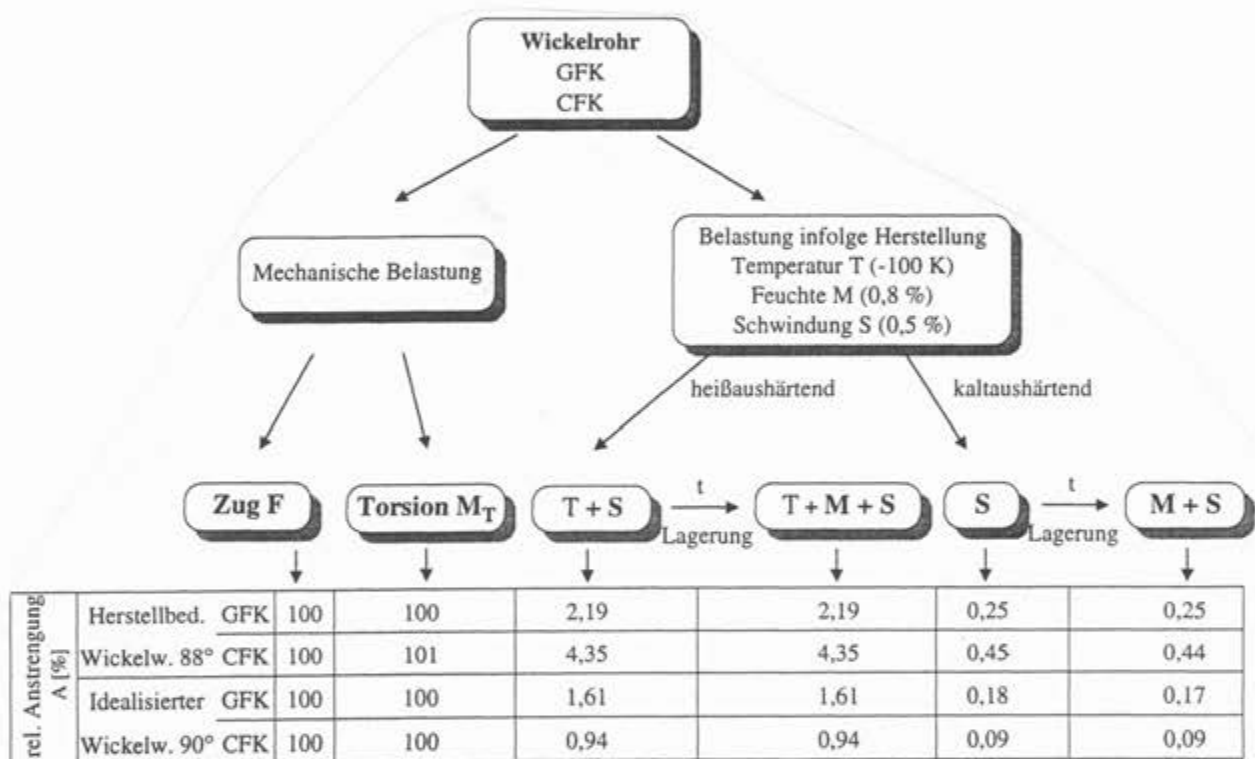 Wickelrohr
GFK
CFK
Mechanische Belastung
Belastung infolge Herstellung
Temperatur T (-100 K)
Feuchte M (0,8 %)
Schwindung S (0,5 %)
heißaushärtend
kaltaushärtend
Zug F
Torsion M_T
T + S
t
Lagerung
T + M + S
S
t
Lagerung
M + S
rel. Anstrengung
A [%]
Herstellbed. GFK 100 100 2,19 2,19 0,25 0,25
Wickelw. 88° CFK 100 101 4,35 4,35 0,45 0,44
Idealisierter GFK 100 100 1,61 1,61 0,18 0,17
Wickelw. 90° CFK 100 100 0,94 0,94 0,09 0,09